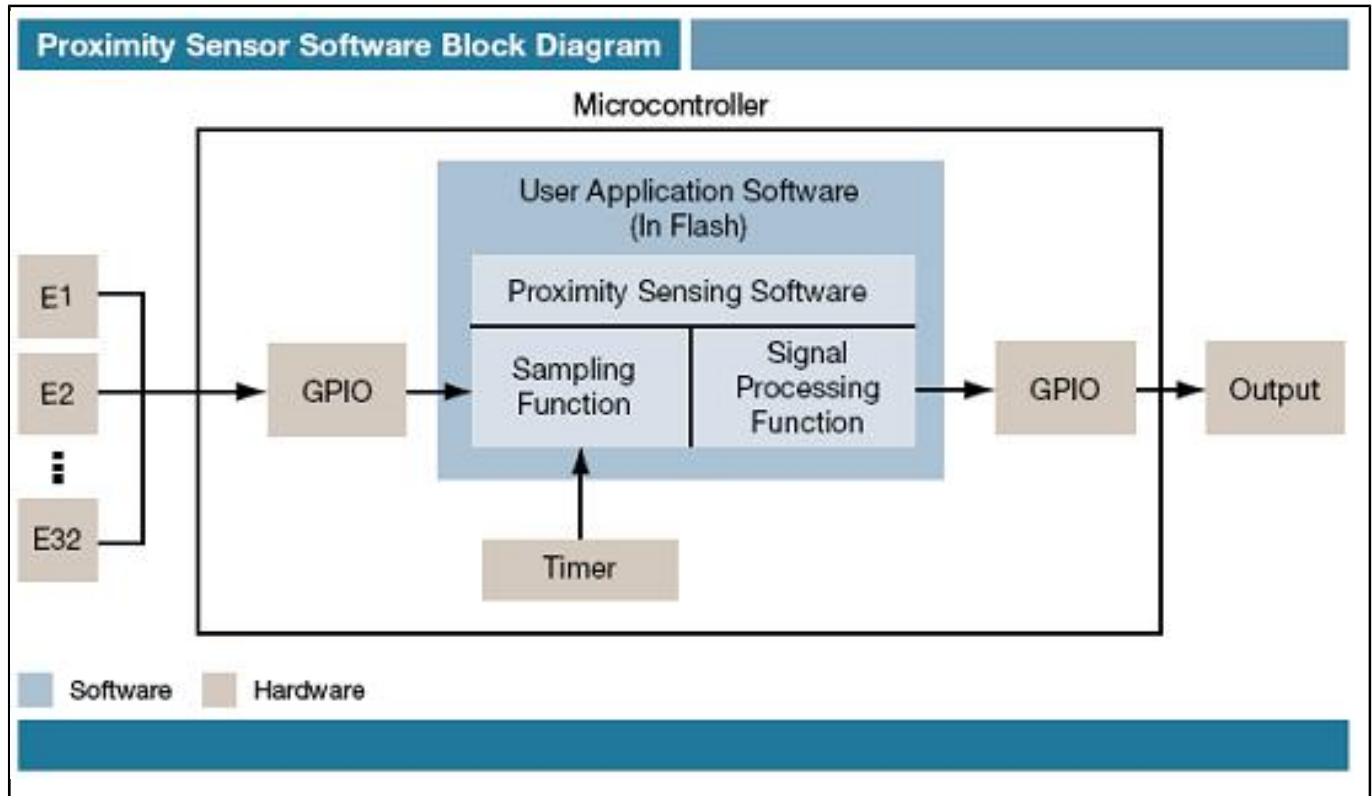 Proximity Sensor Software Block Diagram
Microcontroller
User Application Software
(In Flash)
Proximity Sensing Software
E1
E2
E32
GPIO
Sampling
Function
Signal
Processing
Function
GPIO
Output
Timer
Software
Hardware